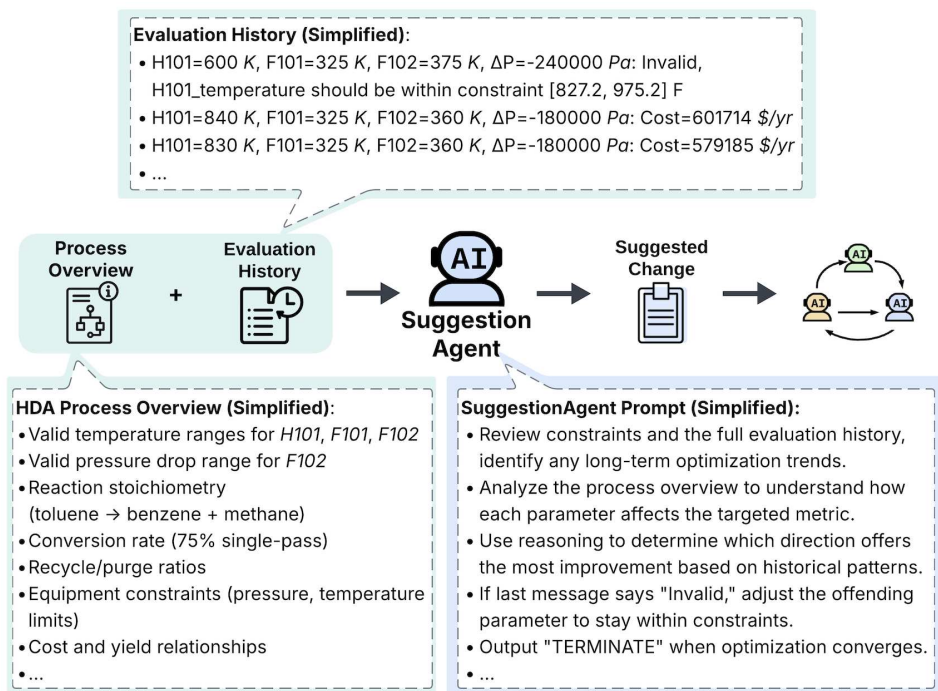 Evaluation History (Simplified):
• H101=600 K, F101=325 K, F102=375 K, ΔP=-240000 Pa: Invalid,
H101_temperature should be within constraint [827.2, 975.2] F
• H101=840 K, F101=325 K, F102=360 K, ΔP=-180000 Pa: Cost=601714 $/yr
• H101=830 K, F101=325 K, F102=360 K, ΔP=-180000 Pa: Cost=579185 $/yr
• ...
Process
Overview
+
Evaluation
History
AI
Suggestion
Agent
Suggested
Change
AI
AI
AI
HDA Process Overview (Simplified):
• Valid temperature ranges for H101, F101, F102
• Valid pressure drop range for F102
• Reaction stoichiometry
(toluene → benzene + methane)
• Conversion rate (75% single-pass)
• Recycle/purge ratios
• Equipment constraints (pressure, temperature
limits)
• Cost and yield relationships
• ...
SuggestionAgent Prompt (Simplified):
• Review constraints and the full evaluation history,
identify any long-term optimization trends.
• Analyze the process overview to understand how
each parameter affects the targeted metric.
• Use reasoning to determine which direction offers
the most improvement based on historical patterns.
• If last message says "Invalid," adjust the offending
parameter to stay within constraints.
• Output "TERMINATE" when optimization converges.
• ...